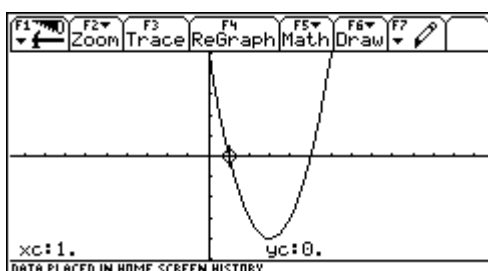 F1 F2 F3 F4 F5 F6 F7
Zoom Trace ReGraph Math Draw
xc:1. yc:0.
DATA PLACED IN HOME SCREEN HISTORY